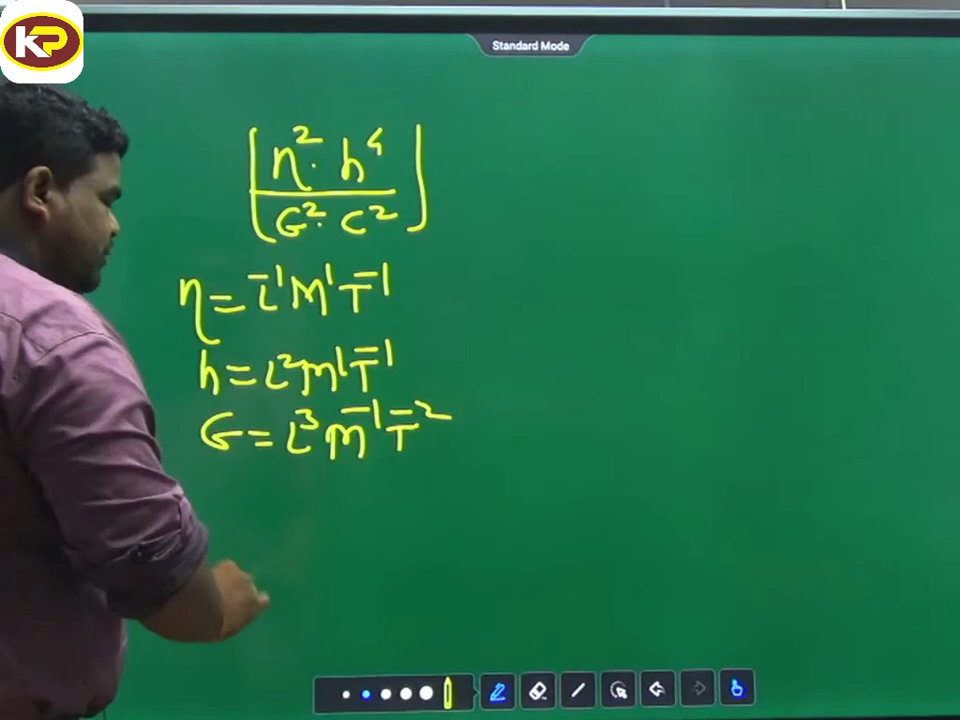 KP
Standard Mode
[η²· h⁴
G²· C²]
η = L⁻¹M¹T⁻¹
h = L²M¹T⁻¹
G = L³M⁻¹T⁻²